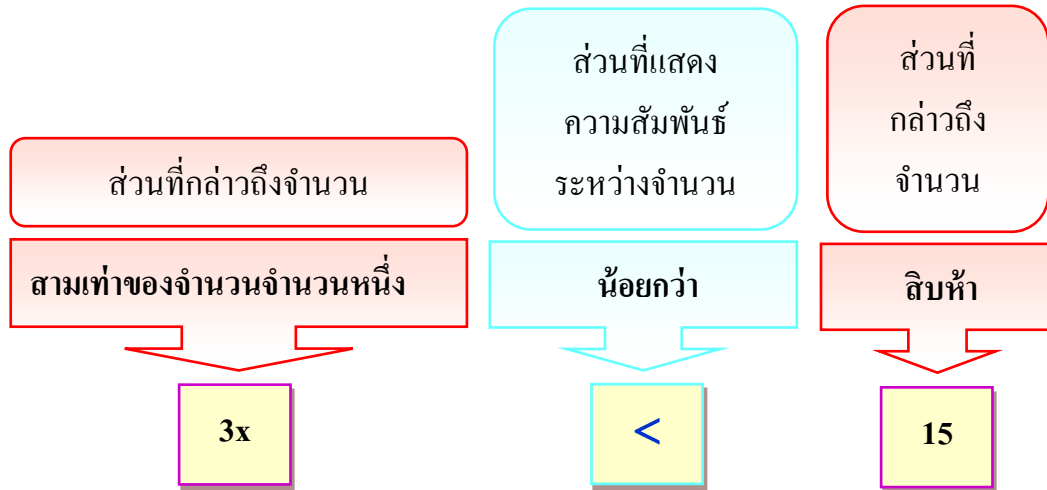 ส่วนที่กล่าวถึงจำนวน
ส่วนที่แสดง
ความสัมพันธ์
ระหว่างจำนวน
ส่วนที่
กล่าวถึง
จำนวน
สามเท่าของจำนวนจำนวนหนึ่ง
น้อยกว่า
สิบห้า
3x
<
15